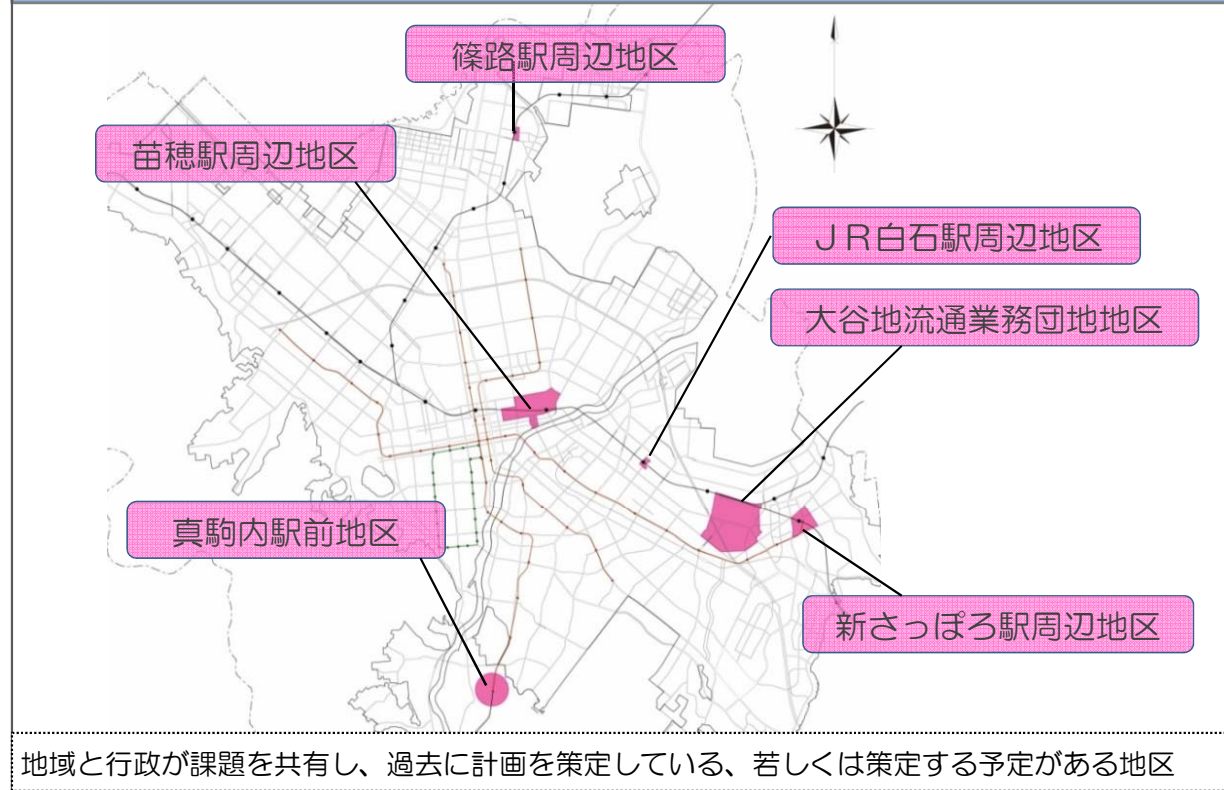 篠路駅周辺地区
苗穂駅周辺地区
ＪＲ白石駅周辺地区
大谷地流通業務団地地区
真駒内駅前地区
新さっぽろ駅周辺地区
地域と行政が課題を共有し、過去に計画を策定している、若しくは策定する予定がある地区